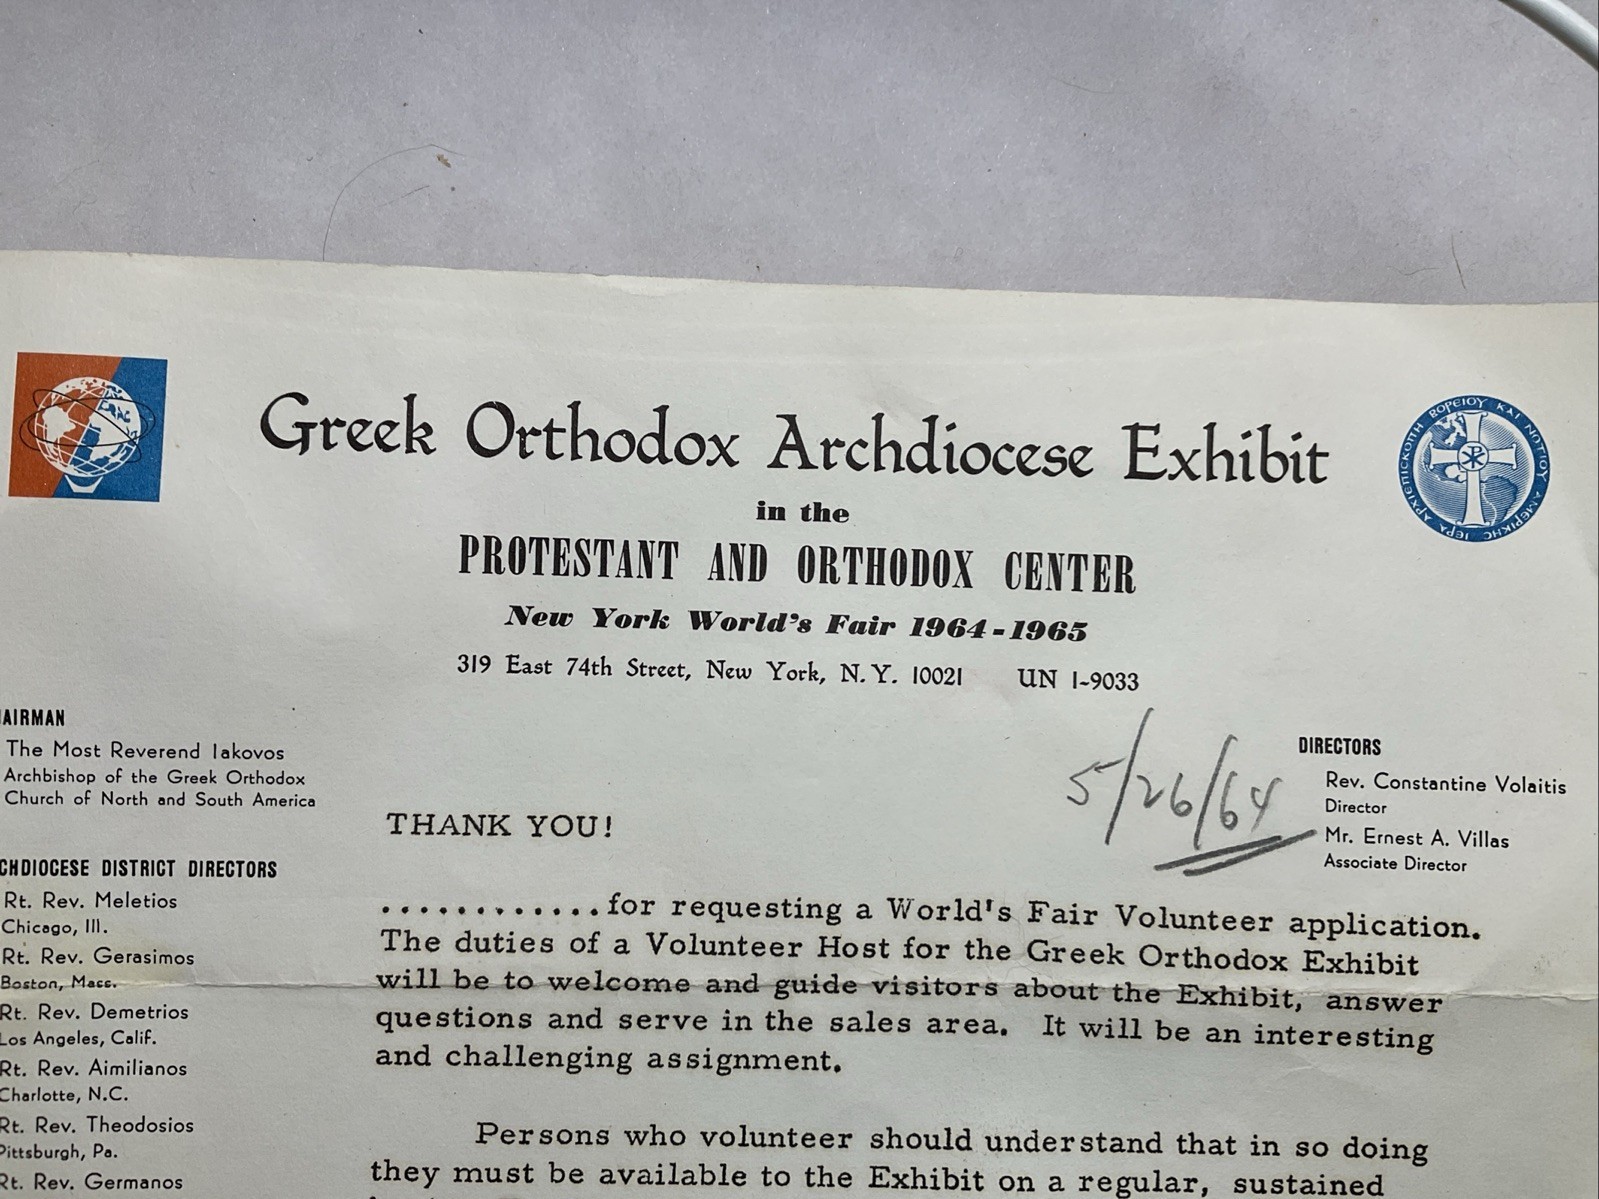 Greek Orthodox Archdiocese Exhibit
in the
PROTESTANT AND ORTHODOX CENTER
New York World's Fair 1964-1965
319 East 74th Street, New York, N.Y. 10021 UN 1-9033
ΙΕΡΑ ΑΡΧΙΕΠΙΣΚΟΠΗ ΒΟΡΕΙΟΥ ΚΑΙ ΝΟΤΙΟΥ ΑΜΕΡΙΚΗΣ
AIRMAN
The Most Reverend Iakovos
Archbishop of the Greek Orthodox
Church of North and South America
CHDIOCESE DISTRICT DIRECTORS
Rt. Rev. Meletios
Chicago, Ill.
Rt. Rev. Gerasimos
Boston, Mass.
Rt. Rev. Demetrios
Los Angeles, Calif.
Rt. Rev. Aimilianos
Charlotte, N.C.
Rt. Rev. Theodosios
Pittsburgh, Pa.
Rt. Rev. Germanos
5/26/64
DIRECTORS
Rev. Constantine Volaitis
Director
Mr. Ernest A. Villas
Associate Director
THANK YOU!
............for requesting a World's Fair Volunteer application.
The duties of a Volunteer Host for the Greek Orthodox Exhibit
will be to welcome and guide visitors about the Exhibit, answer
questions and serve in the sales area. It will be an interesting
and challenging assignment.
Persons who volunteer should understand that in so doing
they must be available to the Exhibit on a regular, sustained